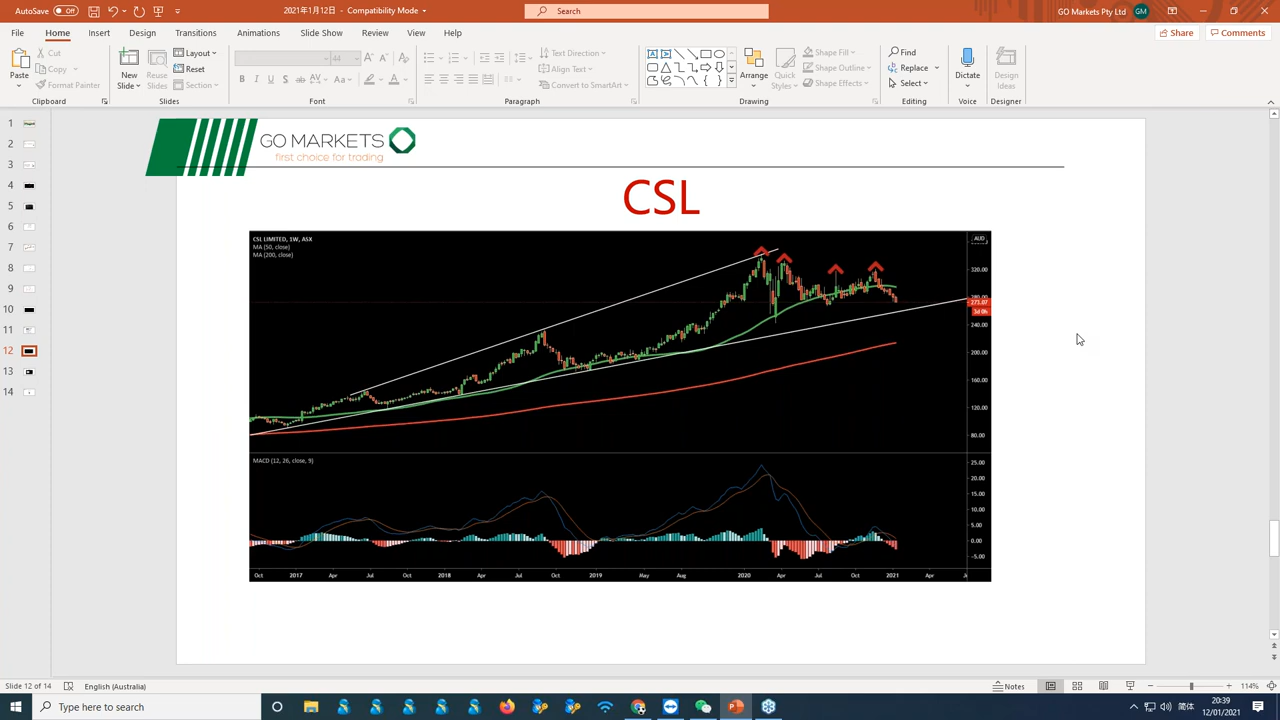 AutoSave Off 2021年1月12日 Search GO Markets Pty Ltd GM
File Home Insert Design Transitions Animations Slide Show Review View Help Share Comments
Paste Cut Copy Format Painter New Slide Reuse Slides Layout Reset Section 44 Text Direction Align Text Convert to SmartArt Arrange Quick Styles Shape Fill Shape Outline Shape Effects Find Replace Select Dictate Design Ideas
Clipboard Slides Font Paragraph Drawing Editing Voice Designer
1
2
3
4
5
6
7
8
9
10
11
12
13
14
GO MARKETS
first choice for trading
CSL
CSL LIMITED, 1W, ASX
MA (50, close)
MA (200, close)
AUD
320.00
280.00
273.07
3d 0h
240.00
200.00
160.00
120.00
80.00
MACD (12, 26, close, 9)
25.00
20.00
15.00
10.00
5.00
0.00
-5.00
Oct 2017 Apr Jul Oct 2018 Apr Jul Oct 2019 May Aug 2020 Apr Jul Oct 2021 Apr
Slide 12 of 14 English (Australia) Notes 114%
Type here to search 简体 20:39
12/01/2021